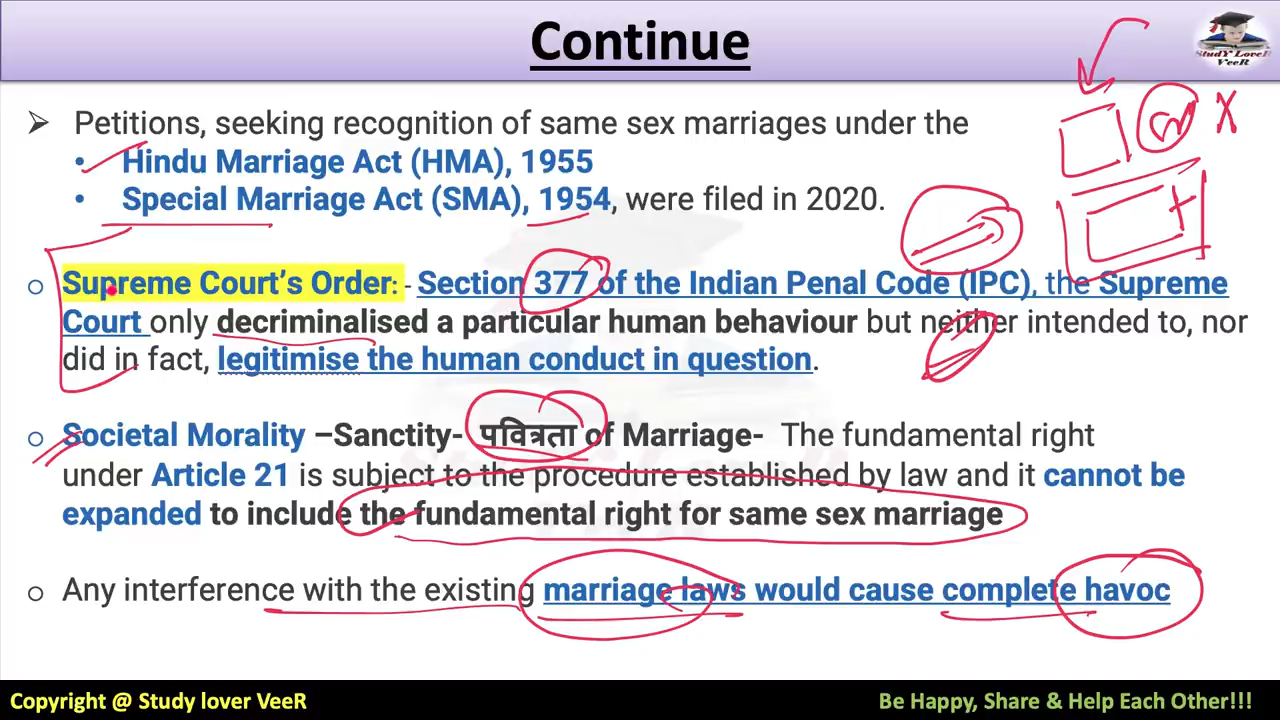 Continue
StudY LoveR
VeeR
➤ Petitions, seeking recognition of same sex marriages under the
• Hindu Marriage Act (HMA), 1955
• Special Marriage Act (SMA), 1954, were filed in 2020.
o Supreme Court’s Order: - Section 377 of the Indian Penal Code (IPC), the Supreme
Court only decriminalised a particular human behaviour but neither intended to, nor
did in fact, legitimise the human conduct in question.
o Societal Morality –Sanctity- पवित्रता of Marriage- The fundamental right
under Article 21 is subject to the procedure established by law and it cannot be
expanded to include the fundamental right for same sex marriage
o Any interference with the existing marriage laws would cause complete havoc
Copyright @ Study lover VeeR
Be Happy, Share & Help Each Other!!!